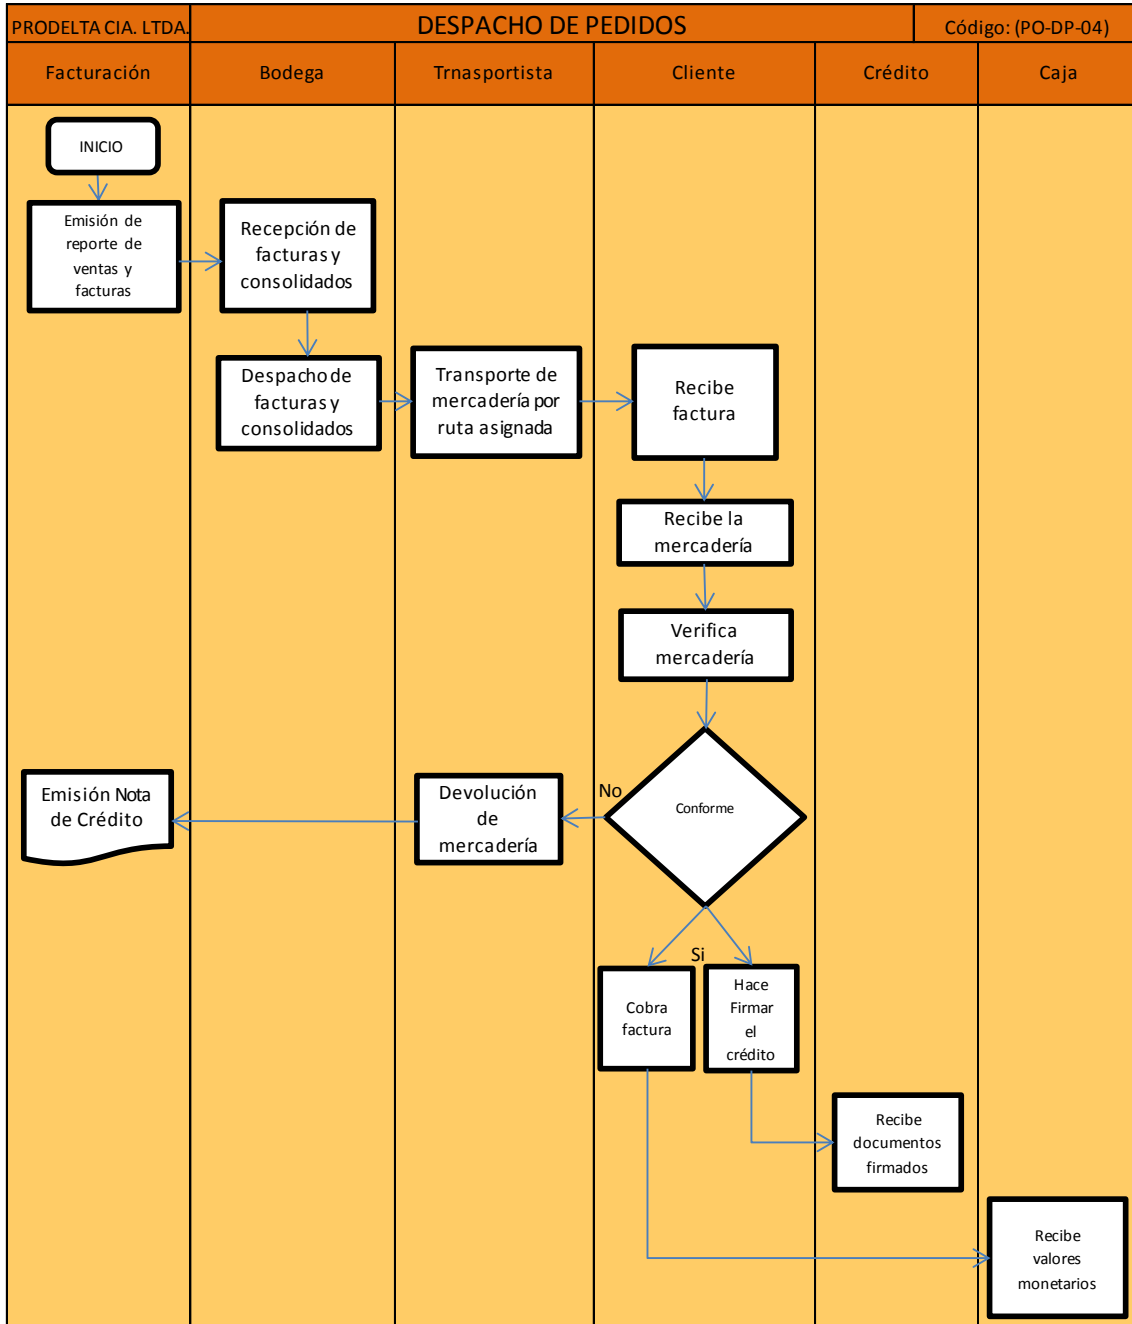 PRODELTA CIA. LTDA.
DESPACHO DE PEDIDOS
Código: (PO-DP-04)
Facturación
Bodega
Trnasportista
Cliente
Crédito
Caja
INICIO
Emisión de
reporte de
ventas y
facturas
Recepción de
facturas y
consolidados
Despacho de
facturas y
consolidados
Transporte de
mercadería por
ruta asignada
Recibe
factura
Recibe la
mercadería
Verifica
mercadería
Conforme
No
Devolución
de
mercadería
Emisión Nota
de Crédito
Si
Cobra
factura
Hace
Firmar
el
crédito
Recibe
documentos
firmados
Recibe
valores
monetarios